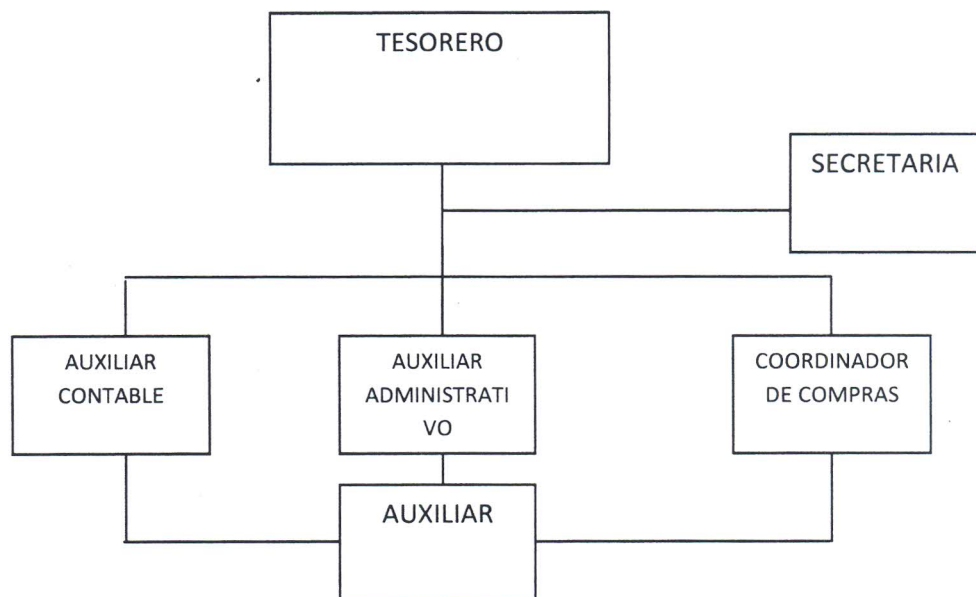 TESORERO
SECRETARIA
AUXILIAR
CONTABLE
AUXILIAR
ADMINISTRATI
VO
COORDINADOR
DE COMPRAS
AUXILIAR